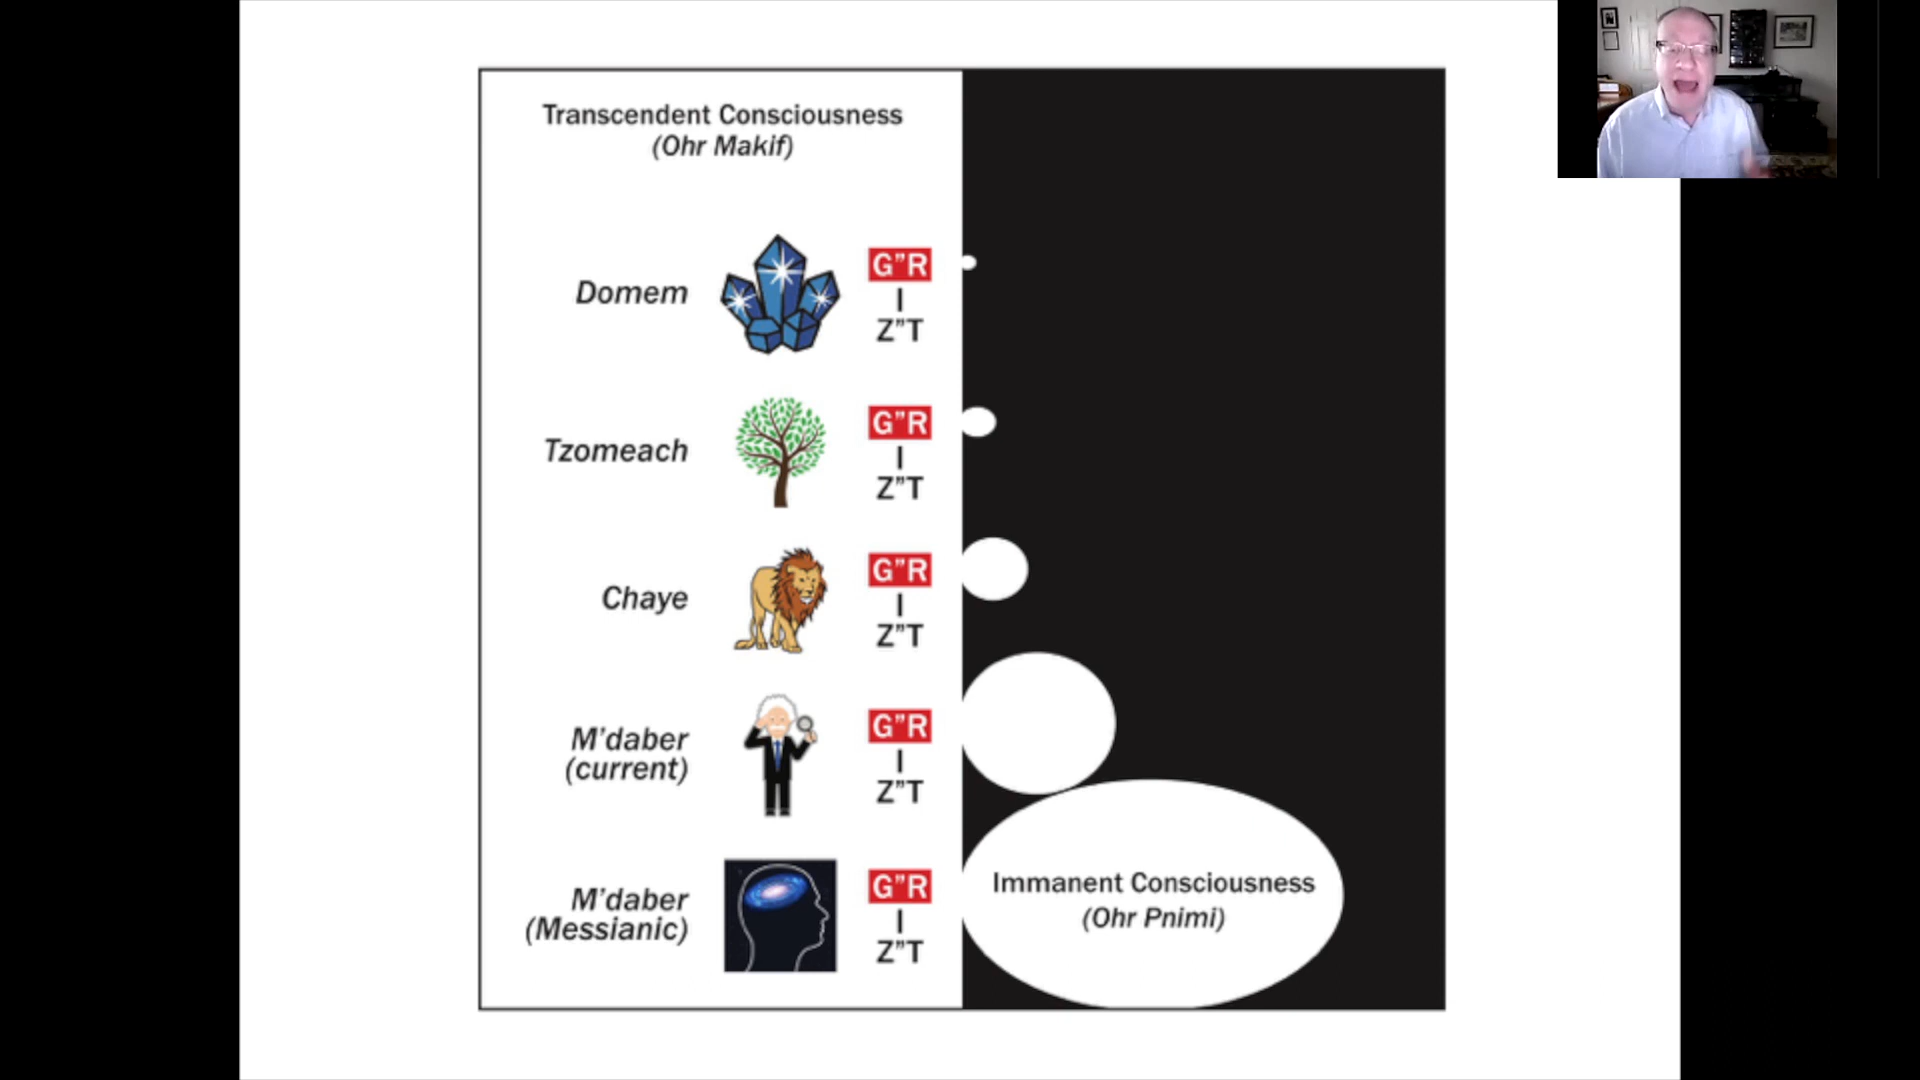 Transcendent Consciousness
(Ohr Makif)
Domem
G”R
I
Z”T
Tzomeach
G”R
I
Z”T
Chaye
G”R
I
Z”T
M’daber
(current)
G”R
I
Z”T
M’daber
(Messianic)
G”R
I
Z”T
Immanent Consciousness
(Ohr Pnimi)